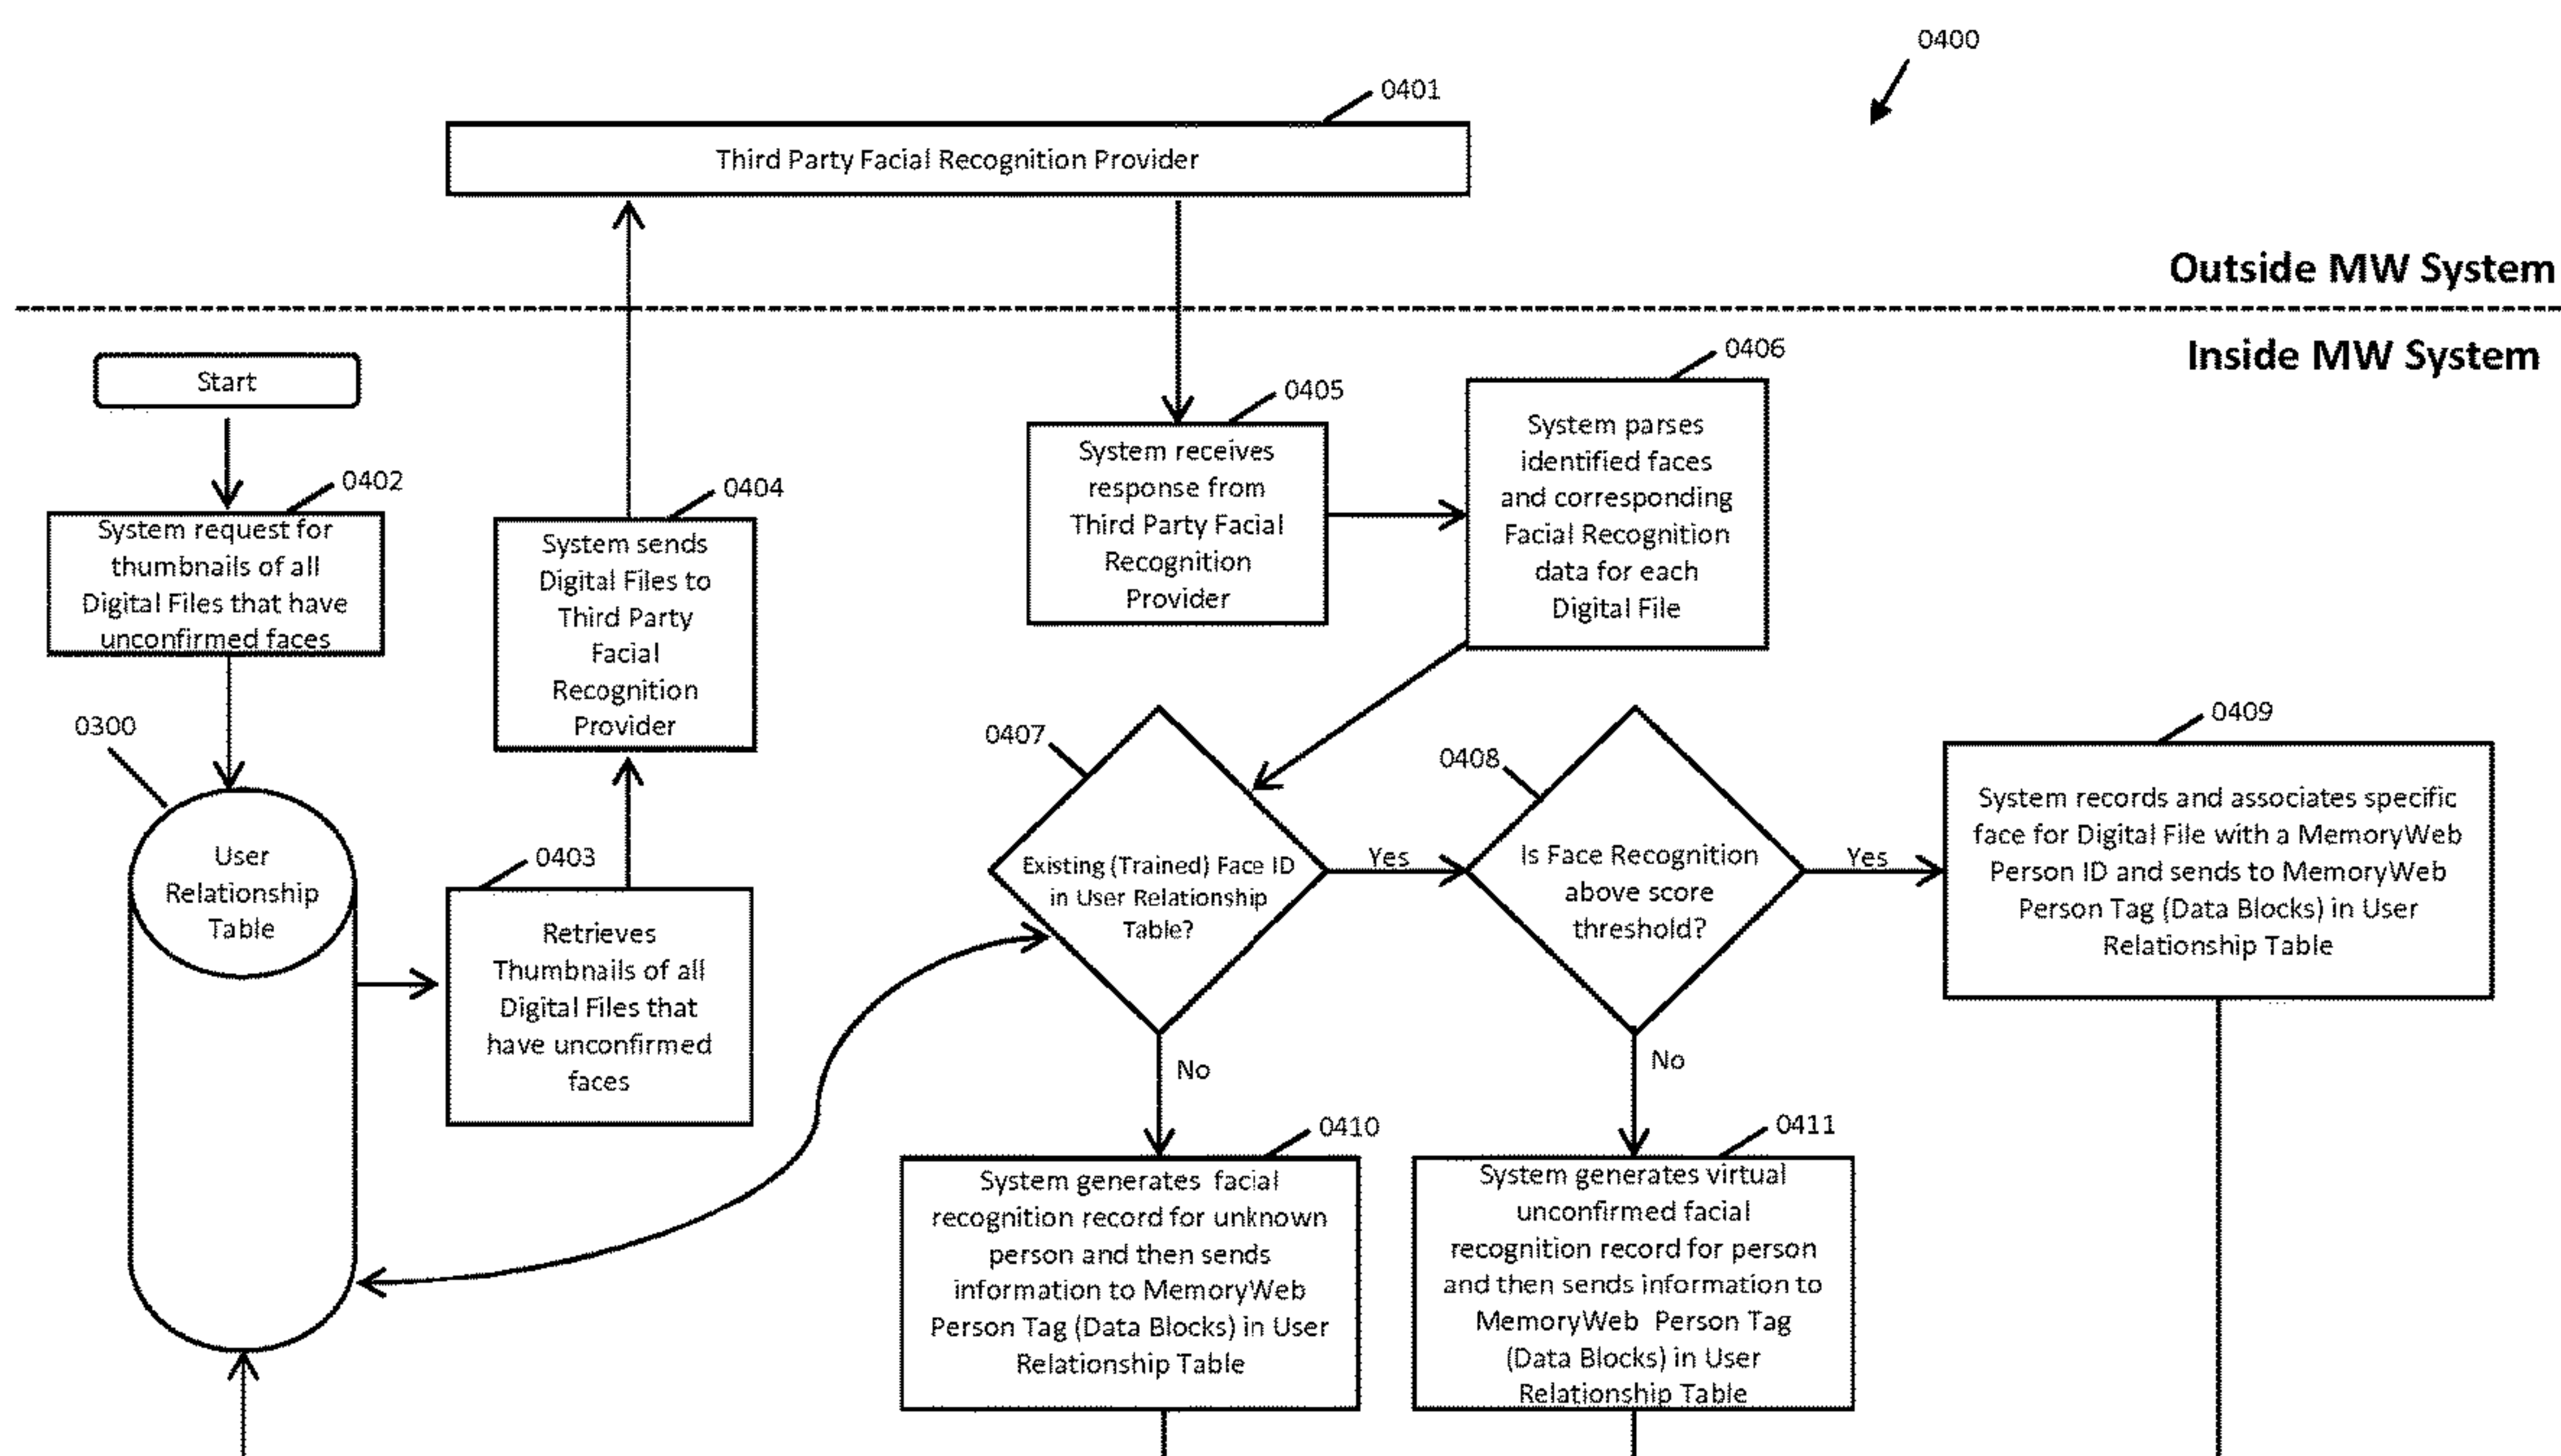 0400
0401
Third Party Facial Recognition Provider
Outside MW System
Inside MW System
Start
0402
System request for
thumbnails of all
Digital Files that have
unconfirmed faces
0300
User
Relationship
Table
0403
Retrieves
Thumbnails of all
Digital Files that
have unconfirmed
faces
0404
System sends
Digital Files to
Third Party
Facial
Recognition
Provider
0405
System receives
response from
Third Party Facial
Recognition
Provider
0406
System parses
identified faces
and corresponding
Facial Recognition
data for each
Digital File
0407
Existing (Trained) Face ID
in User Relationship
Table?
Yes
No
0408
Is Face Recognition
above score
threshold?
Yes
No
0409
System records and associates specific
face for Digital File with a MemoryWeb
Person ID and sends to MemoryWeb
Person Tag (Data Blocks) in User
Relationship Table
0410
System generates facial
recognition record for unknown
person and then sends
information to MemoryWeb
Person Tag (Data Blocks) in User
Relationship Table
0411
System generates virtual
unconfirmed facial
recognition record for person
and then sends information to
MemoryWeb Person Tag
(Data Blocks) in User
Relationship Table